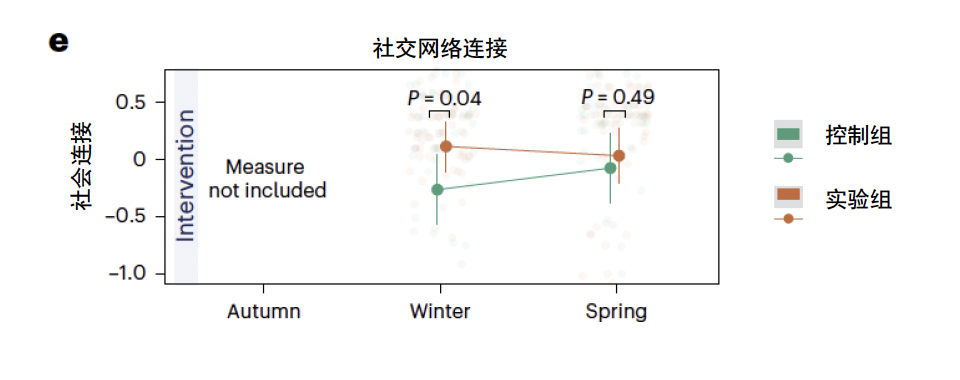 e
社交网络连接
社会连接
0.5
0
−0.5
−1.0
Intervention
Measure
not included
P = 0.04
P = 0.49
Autumn
Winter
Spring
控制组
实验组